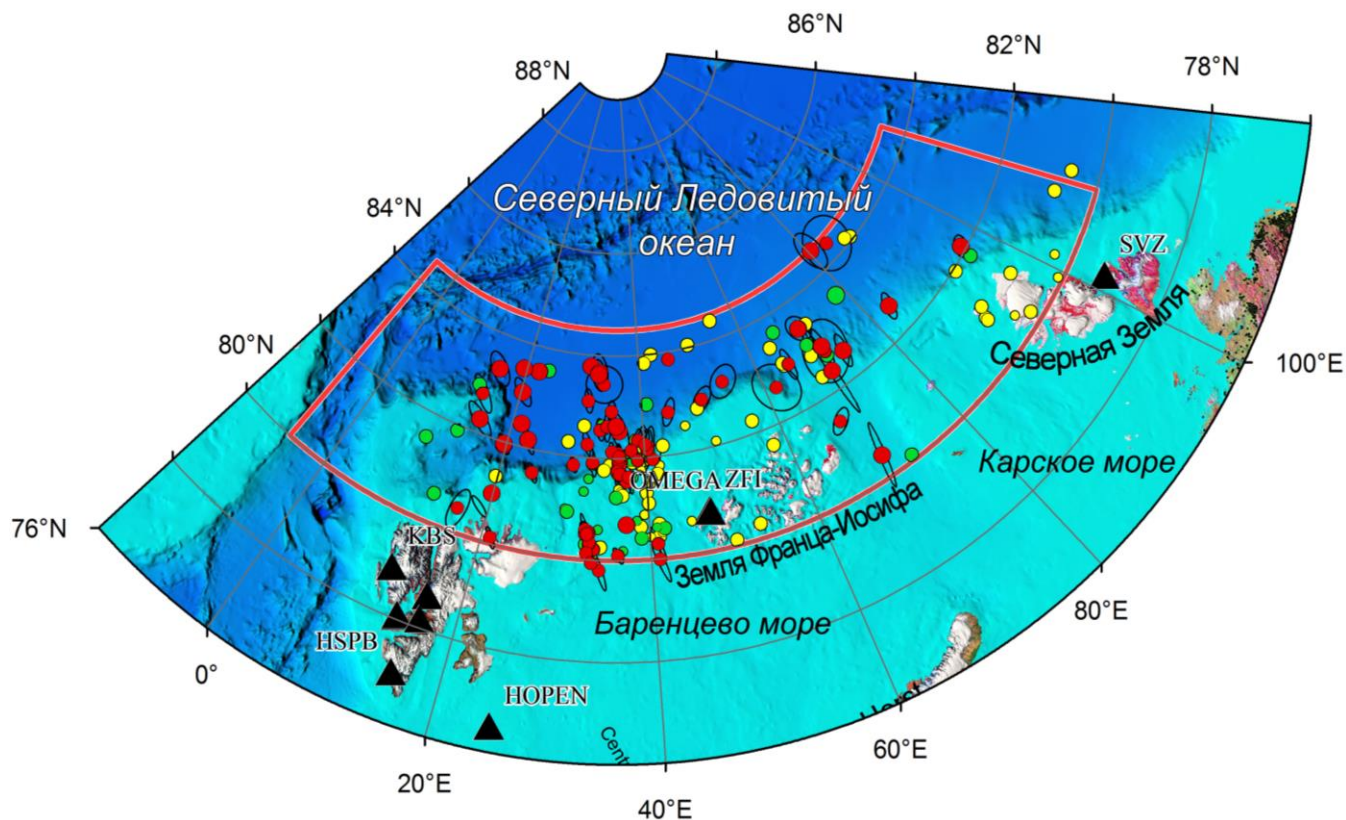 86°N
82°N
78°N
88°N
84°N
80°N
76°N
Северный Ледовитый
океан
SVZ
Северная Земля
100°E
Карское море
OMEGA ZFI
Земля Франца-Иосифа
KBS
80°E
Баренцево море
HSPB
0°
HOPEN
60°E
20°E
40°E